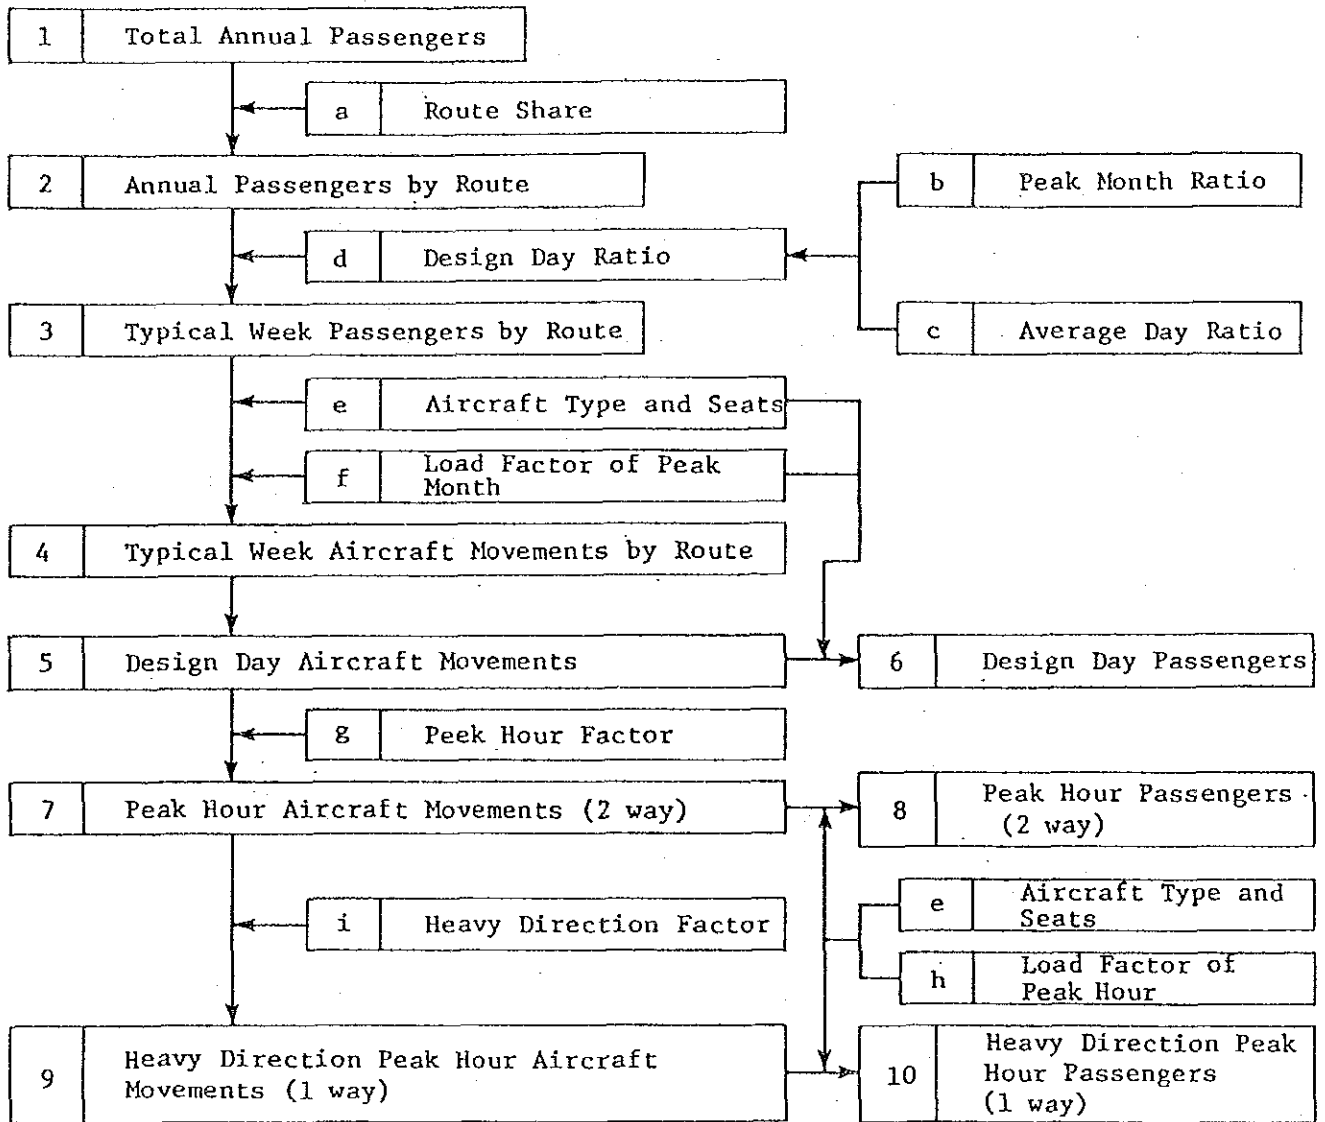 1 Total Annual Passengers
a Route Share
2 Annual Passengers by Route
b Peak Month Ratio
d Design Day Ratio
3 Typical Week Passengers by Route
c Average Day Ratio
e Aircraft Type and Seats
f Load Factor of Peak
Month
4 Typical Week Aircraft Movements by Route
5 Design Day Aircraft Movements
6 Design Day Passengers
g Peek Hour Factor
7 Peak Hour Aircraft Movements (2 way)
8 Peak Hour Passengers
(2 way)
e Aircraft Type and
Seats
i Heavy Direction Factor
h Load Factor of
Peak Hour
9 Heavy Direction Peak Hour Aircraft
Movements (1 way)
10 Heavy Direction Peak
Hour Passengers
(1 way)